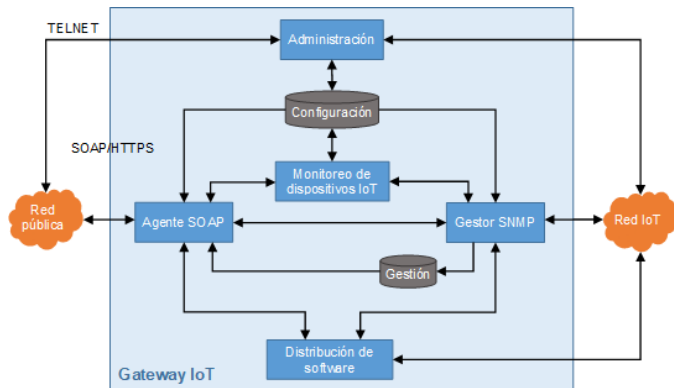 TELNET
Administración
Configuración
SOAP/HTTPS
Monitoreo de
dispositivos IoT
Red
pública
Agente SOAP
Gestor SNMP
Red IoT
Gestión
Distribución de
software
Gateway IoT